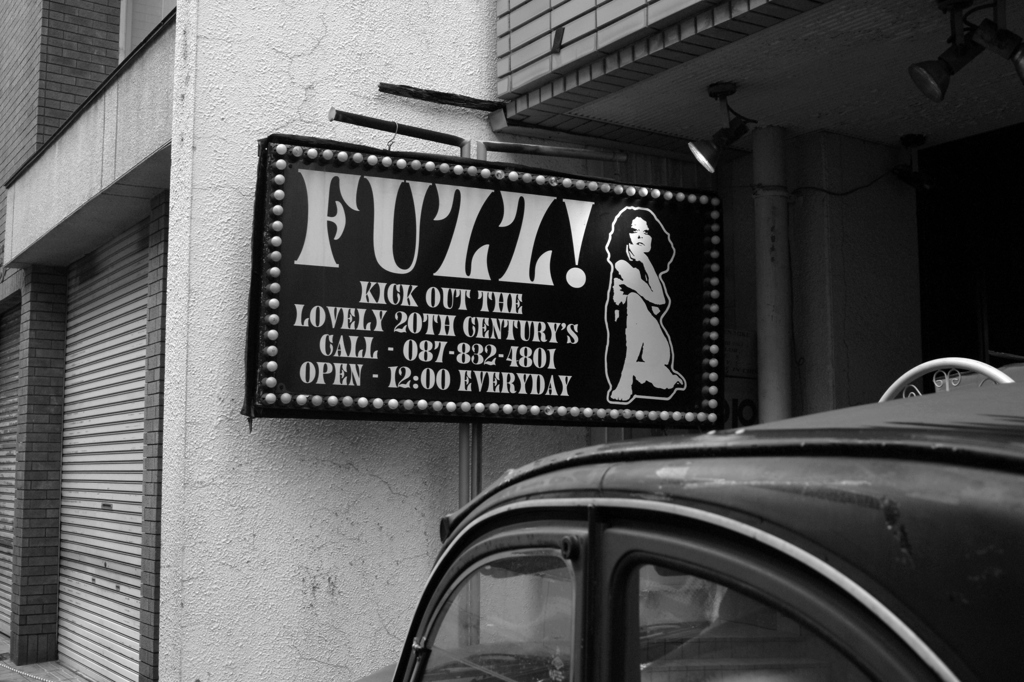 FUZZ!
KICK OUT THE
LOVELY 20TH CENTURY'S
CALL - 087-832-4801
OPEN - 12:00 EVERYDAY